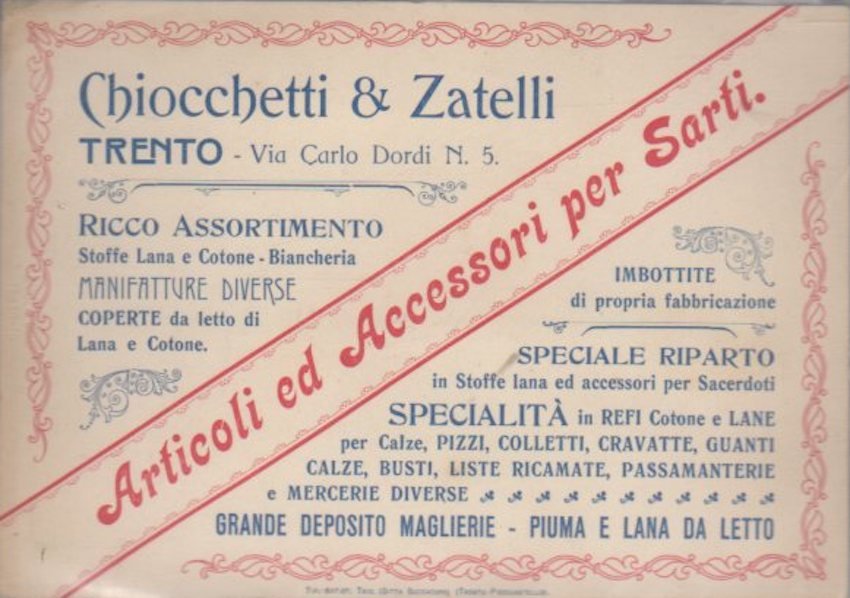 Chiocchetti & Zatelli
TRENTO - Via Carlo Dordi N. 5.
RICCO ASSORTIMENTO
Stoffe Lana e Cotone - Biancheria
MANIFATTURE DIVERSE
COPERTE da letto di
Lana e Cotone.
Articoli ed Accessori per Sarti.
IMBOTTITE
di propria fabbricazione
SPECIALE RIPARTO
in Stoffe lana ed accessori per Sacerdoti
SPECIALITÀ in REFI Cotone e LANE
per Calze, PIZZI, COLLETTI, CRAVATTE, GUANTI
CALZE, BUSTI, LISTE RICAMATE, PASSAMANTERIE
e MERCERIE DIVERSE
GRANDE DEPOSITO MAGLIERIE - PIUMA E LANA DA LETTO